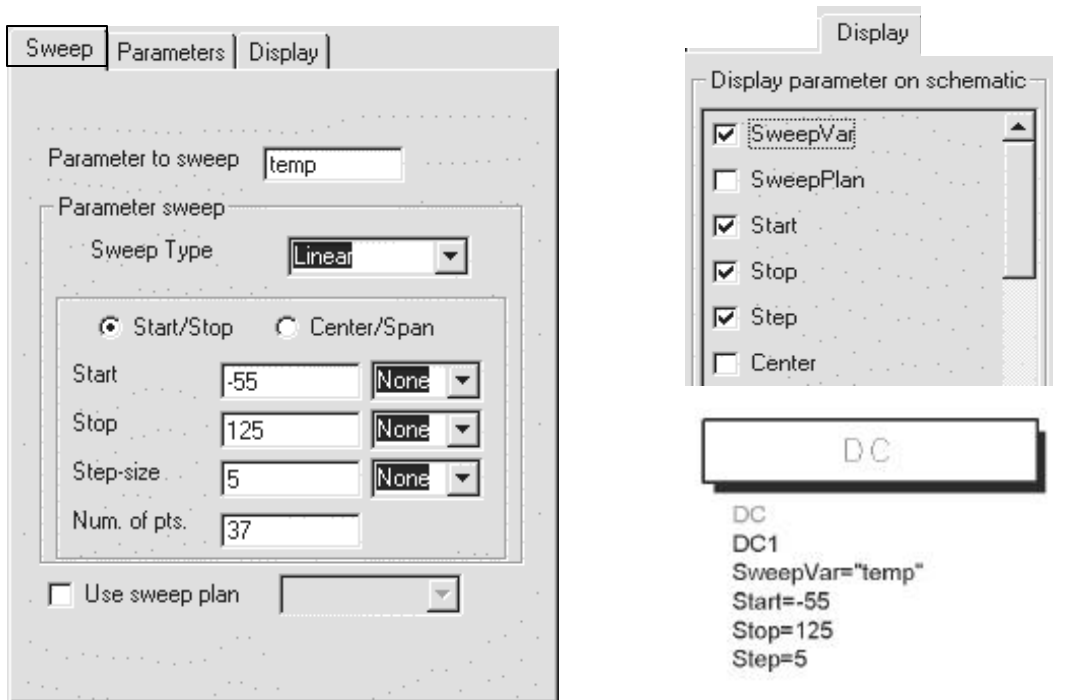 Sweep Parameters Display
Parameter to sweep temp
Parameter sweep
Sweep Type Linear
Start/Stop Center/Span
Start -55 None
Stop 125 None
Step-size 5 None
Num. of pts. 37
Use sweep plan
Display
Display parameter on schematic
SweepVar
SweepPlan
Start
Stop
Step
Center
DC
DC
DC1
SweepVar="temp"
Start=-55
Stop=125
Step=5